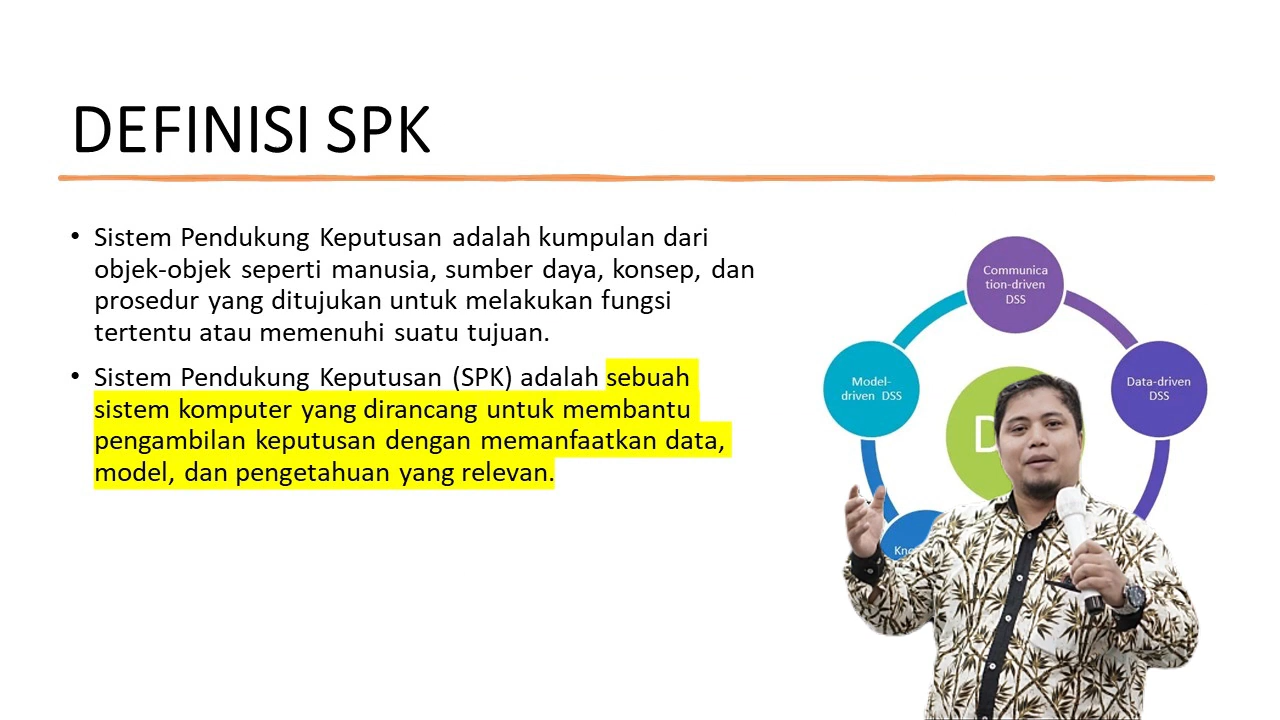 DEFINISI SPK
• Sistem Pendukung Keputusan adalah kumpulan dari
objek-objek seperti manusia, sumber daya, konsep, dan
prosedur yang ditujukan untuk melakukan fungsi
tertentu atau memenuhi suatu tujuan.
• Sistem Pendukung Keputusan (SPK) adalah sebuah
sistem komputer yang dirancang untuk membantu
pengambilan keputusan dengan memanfaatkan data,
model, dan pengetahuan yang relevan.
Communica
tion-driven
DSS
Model-
driven DSS
Data-driven
DSS